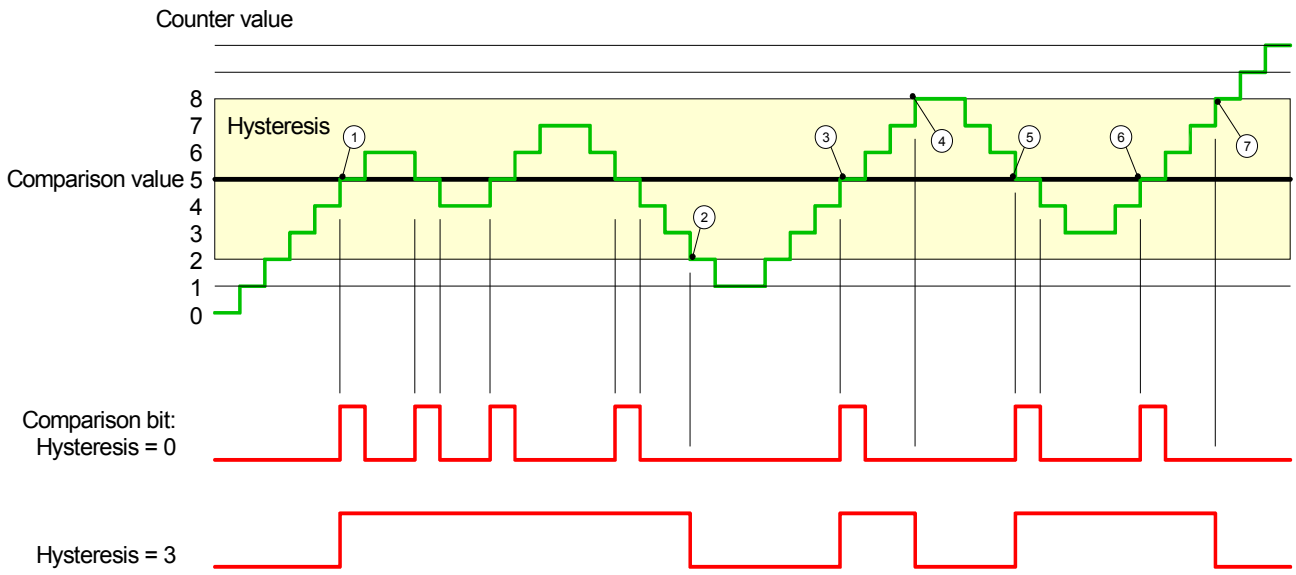 Counter value
8
7
Hysteresis
1
3
4
5
6
7
6
Comparison value 5
4
3
2
2
1
0
Comparison bit:
Hysteresis = 0
Hysteresis = 3